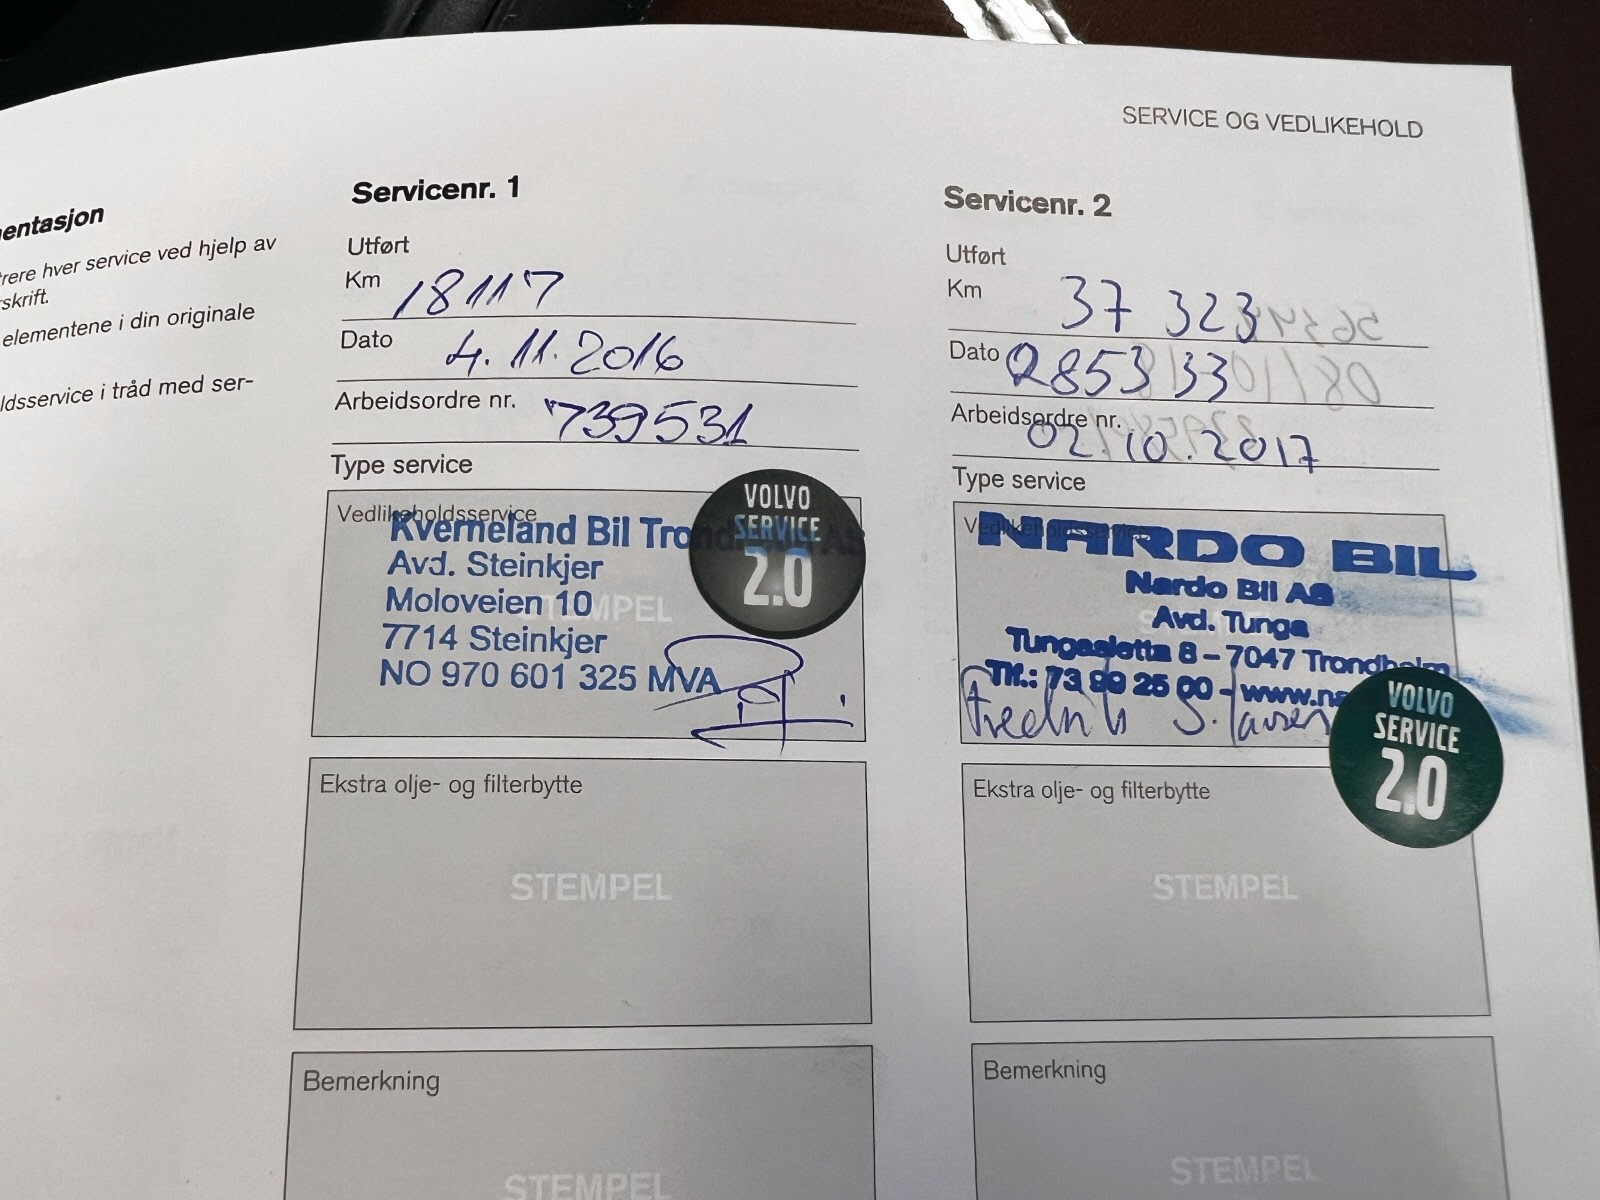 SERVICE OG VEDLIKEHOLD
entasjon
rere hver service ved hjelp av
skrift.
elementene i din originale
ldsservice i tråd med ser-
Servicenr. 1
Utført
Km 18117
Dato 4.11.2016
Arbeidsordre nr. 739531
Type service
Vedlikeholdsservice
Kverneland Bil Trondheim AS
Avd. Steinkjer
Moloveien 10
STEMPEL
7714 Steinkjer
NO 970 601 325 MVA
VOLVO
SERVICE
2.0
Ekstra olje- og filterbytte
STEMPEL
Bemerkning
STEMPEL
Servicenr. 2
Utført
Km 37 323
Dato 2853133
Arbeidsordre nr. 02.10.2017
Type service
Vedlikeholdsservice
NARDO BIL
Nardo Bil AS
Avd. Tunga
Tungasletta 8 – 7047 Trondheim
Tlf.: 73 99 25 00 - www.na
Fredrik S. Larsen
VOLVO
SERVICE
2.0
Ekstra olje- og filterbytte
STEMPEL
Bemerkning
STEMPEL